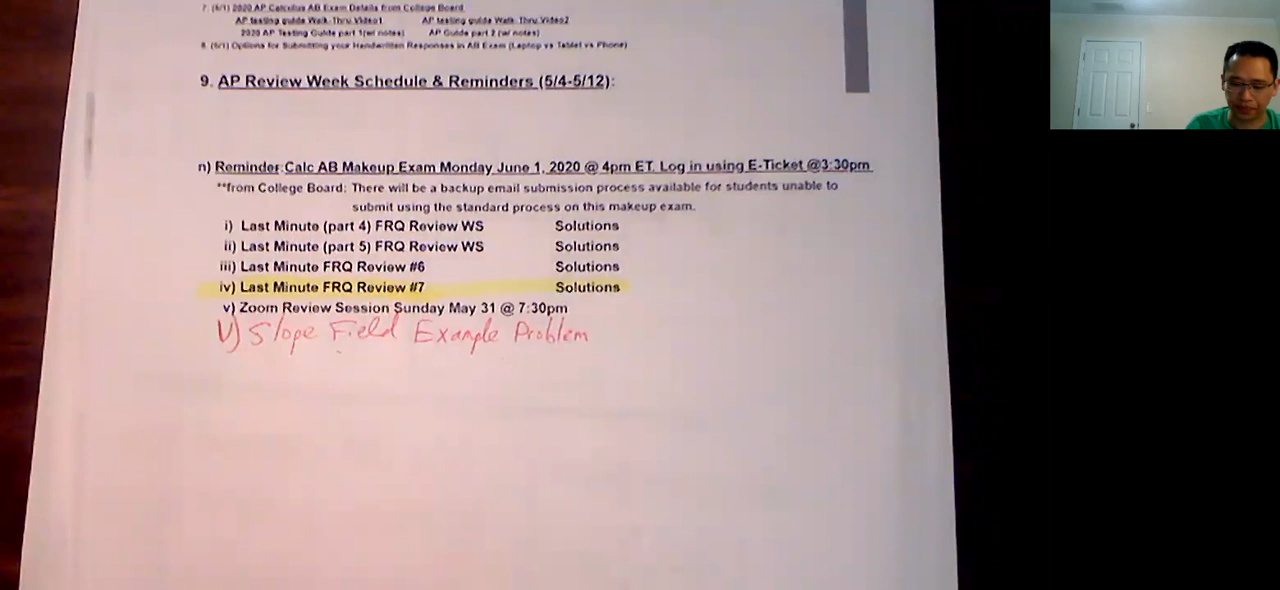 7. (5/1) 2020 AP Calculus AB Exam Details from College Board
AP testing guide Walk-Thru Video1 AP testing guide Walk-Thru Video2
2020 AP Testing Guide part 1(w/ notes) AP Guide part 2 (w/ notes)
8. (5/1) Options for Submitting your Handwritten Responses in AB Exam (Laptop vs Tablet vs Phone)
9. AP Review Week Schedule & Reminders (5/4-5/12):
n) Reminder: Calc AB Makeup Exam Monday June 1, 2020 @ 4pm ET. Log in using E-Ticket @3:30pm
**from College Board: There will be a backup email submission process available for students unable to
submit using the standard process on this makeup exam.
i) Last Minute (part 4) FRQ Review WS Solutions
ii) Last Minute (part 5) FRQ Review WS Solutions
iii) Last Minute FRQ Review #6 Solutions
iv) Last Minute FRQ Review #7 Solutions
v) Zoom Review Session Sunday May 31 @ 7:30pm
V) Slope Field Example Problem